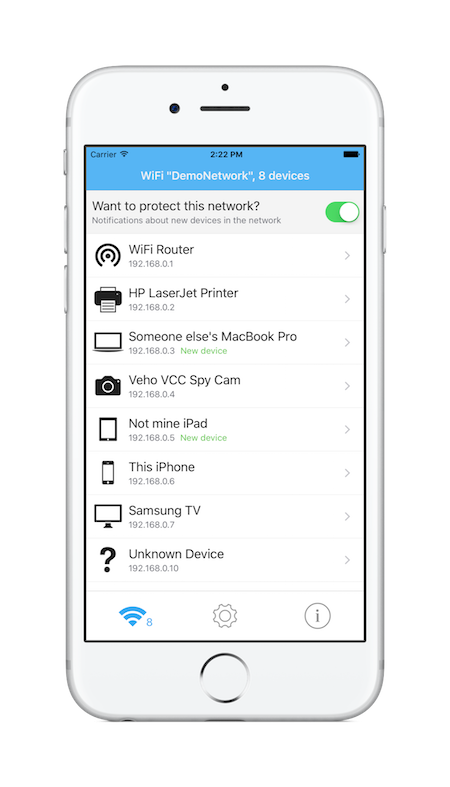 Carrier 2:22 PM
WiFi "DemoNetwork", 8 devices
Want to protect this network?
Notifications about new devices in the network
WiFi Router
192.168.0.1
HP LaserJet Printer
192.168.0.2
Someone else's MacBook Pro
192.168.0.3 New device
Veho VCC Spy Cam
192.168.0.4
Not mine iPad
192.168.0.5 New device
This iPhone
192.168.0.6
Samsung TV
192.168.0.7
Unknown Device
192.168.0.10
8